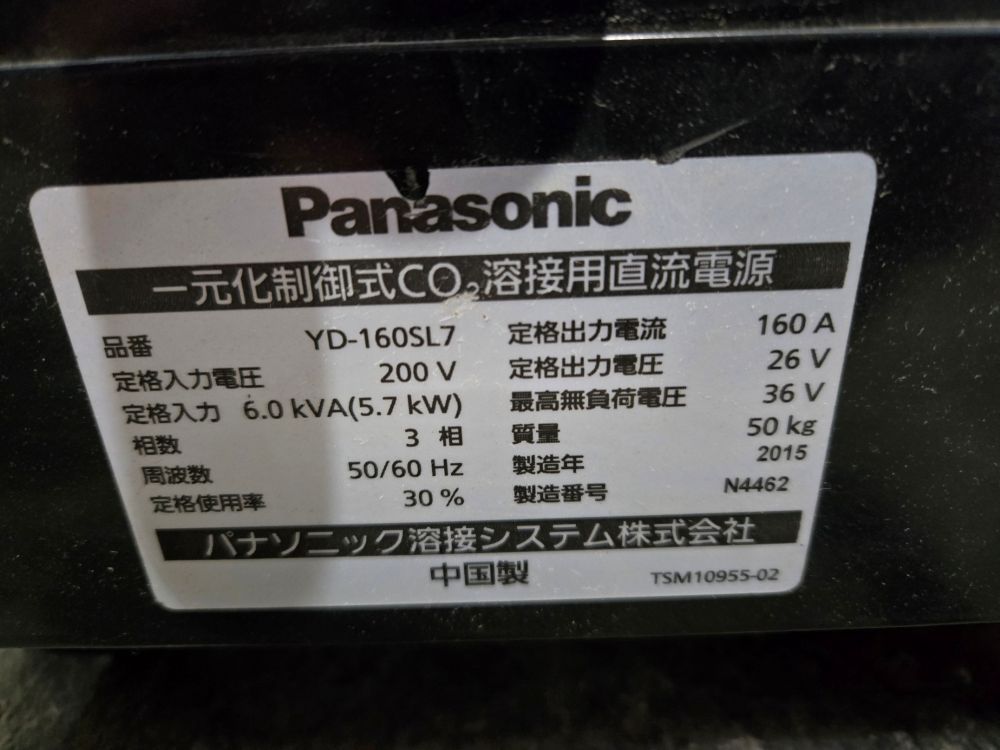 Panasonic
一元化制御式CO₂溶接用直流電源
品番 YD-160SL7 定格出力電流 160 A
定格入力電圧 200 V 定格出力電圧 26 V
定格入力 6.0 kVA(5.7 kW) 最高無負荷電圧 36 V
相数 3 相 質量 50 kg
周波数 50/60 Hz 製造年 2015
定格使用率 30 % 製造番号 N4462
パナソニック溶接システム株式会社
中国製 TSM10955-02